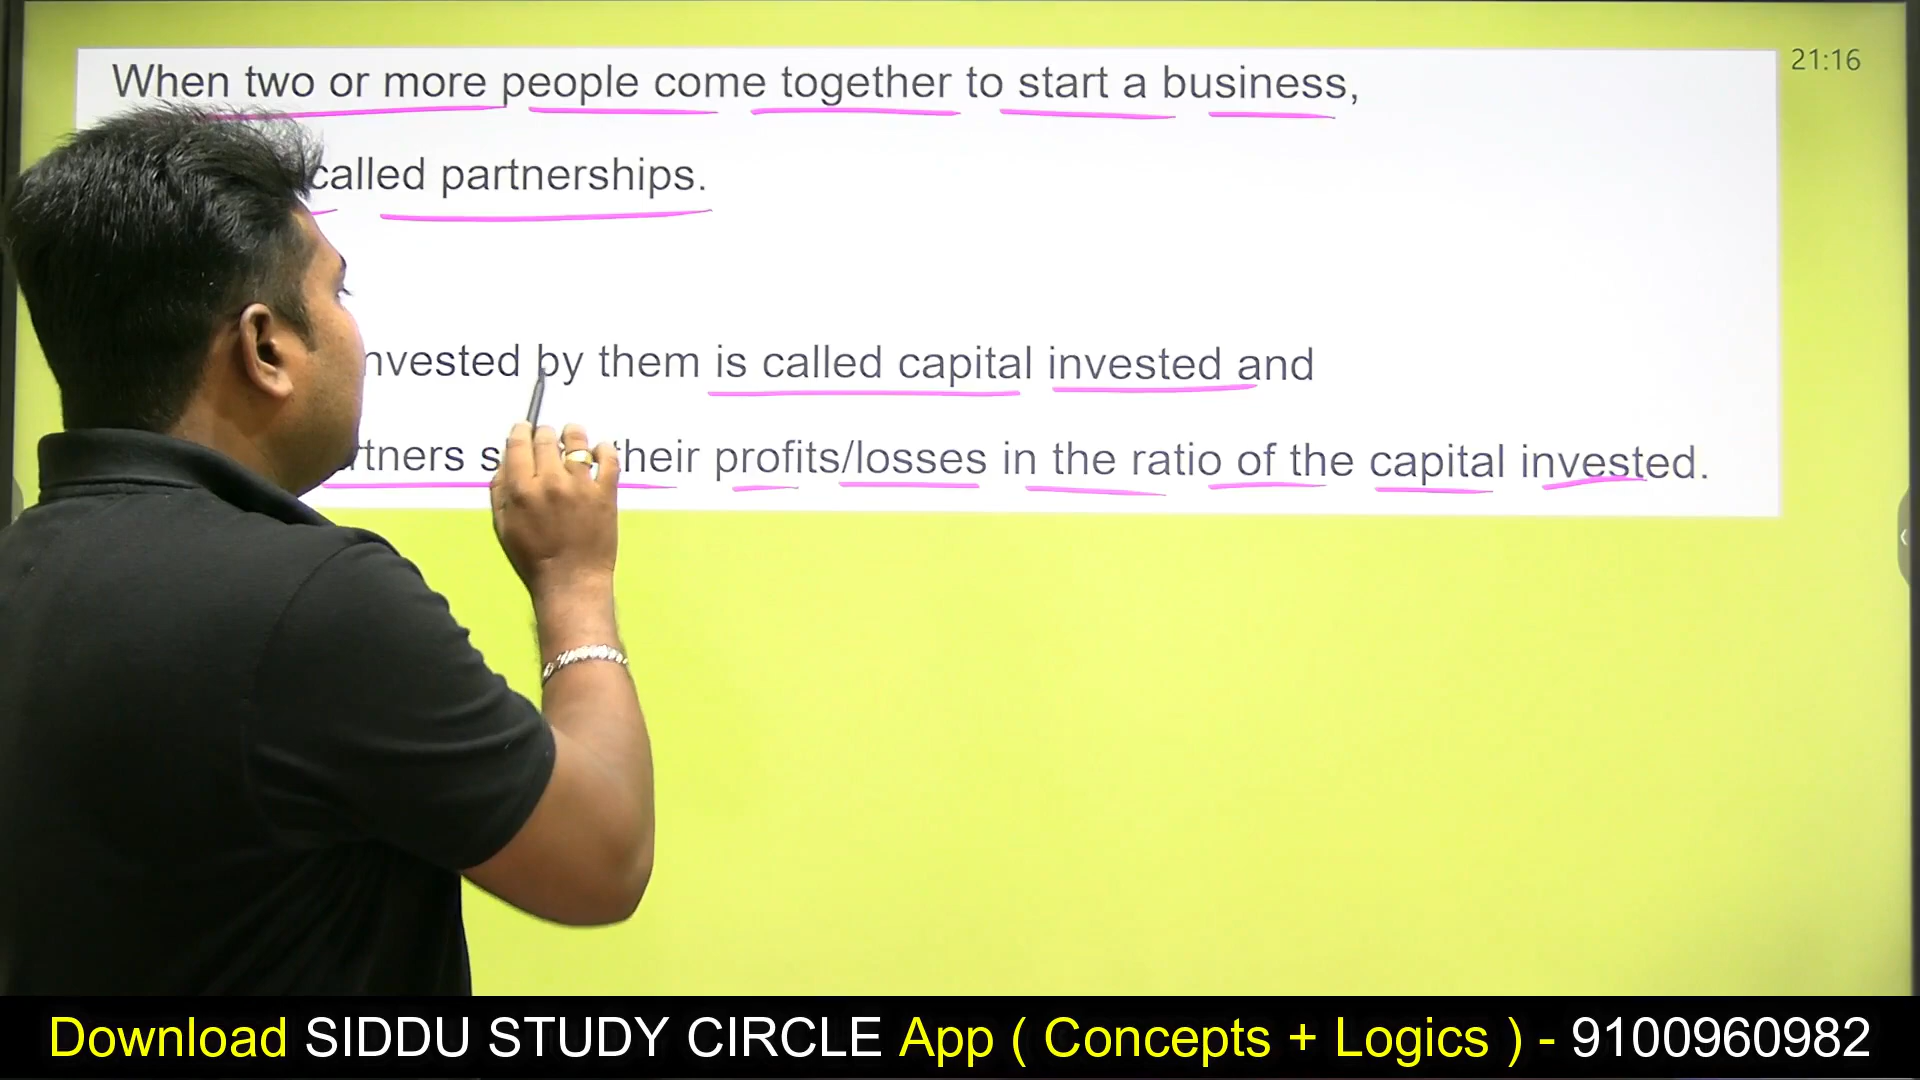 When two or more people come together to start a business,
21:16
called partnerships.
nvested by them is called capital invested and
rtners their profits/losses in the ratio of the capital invested.
Download SIDDU STUDY CIRCLE App ( Concepts + Logics ) - 9100960982